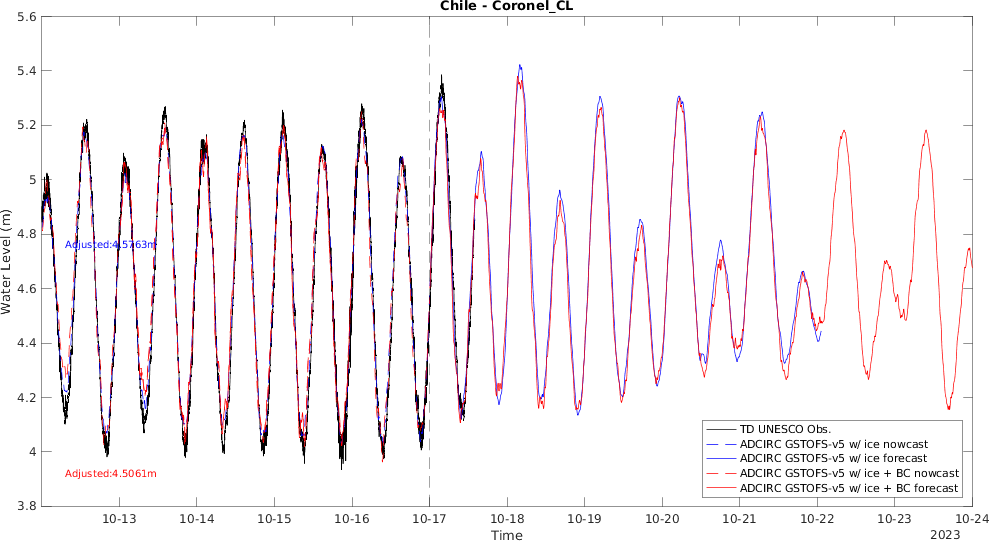 Chile - Coronel_CL
5.6
5.4
5.2
5
4.8
4.6
4.4
4.2
4
3.8
Water Level (m)
Adjusted:4.5763m
Adjusted:4.5061m
TD UNESCO Obs.
ADCIRC GSTOFS-v5 w/ ice nowcast
ADCIRC GSTOFS-v5 w/ ice forecast
ADCIRC GSTOFS-v5 w/ ice + BC nowcast
ADCIRC GSTOFS-v5 w/ ice + BC forecast
10-13 10-14 10-15 10-16 10-17 10-18 10-19 10-20 10-21 10-22 10-23 10-24
Time
2023